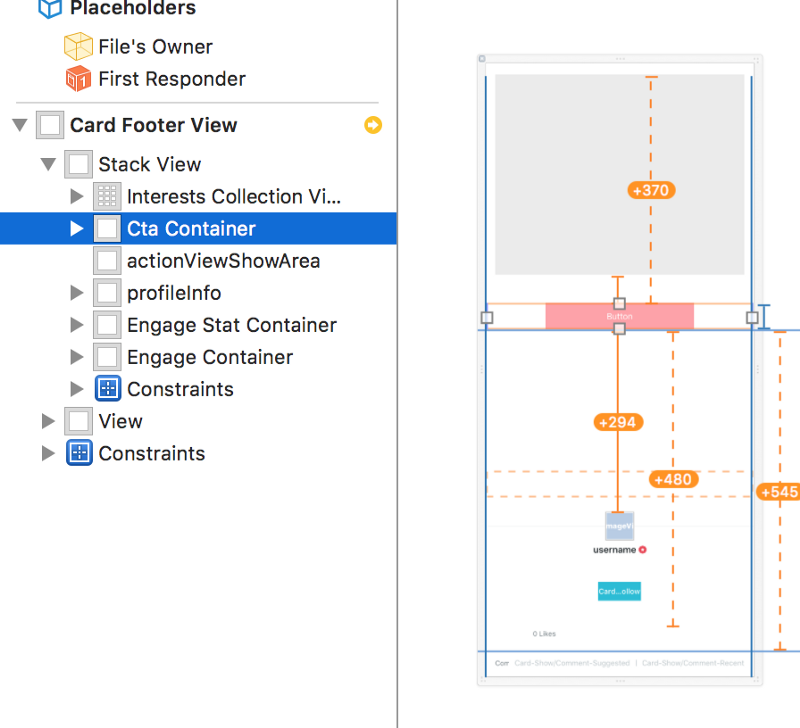 Placeholders
File's Owner
First Responder
Card Footer View
Stack View
Interests Collection Vi...
Cta Container
actionViewShowArea
profileInfo
Engage Stat Container
Engage Container
Constraints
View
Constraints
+370
Button
+294
+480
+545
mageVi
username
Card...ollow
0 Likes
Com Card-Show/Comment-Suggested | Card-Show/Comment-Recent